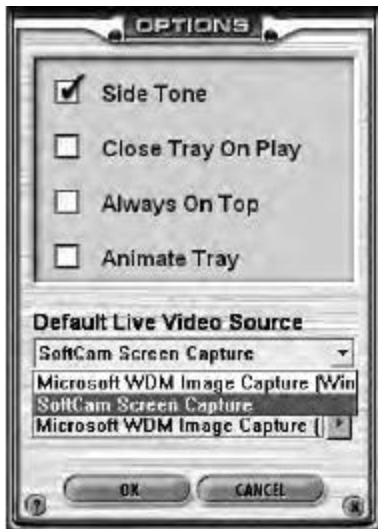 OPTIONS
Side Tone
Close Tray On Play
Always On Top
Animate Tray
Default Live Video Source
SoftCam Screen Capture
Microsoft WDM Image Capture (Win
SoftCam Screen Capture
Microsoft WDM Image Capture (
OK CANCEL
? X